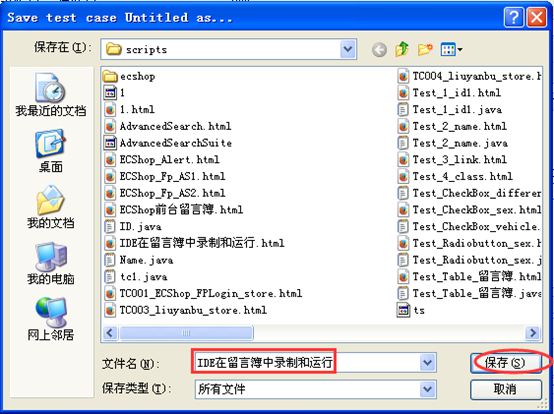 Save test case Untitled as...
保存在(I):
scripts
我最近的文档
桌面
我的文档
我的电脑
网上邻居
ecshop
1
1.html
AdvancedSearch.html
AdvancedSearchSuite
ECShop_Alert.html
ECShop_Fp_AS1.html
ECShop_Fp_AS2.html
ECShop前台留言簿.html
ID.java
IDE在留言簿中录制和运行.html
Name.java
tc1.java
TC001_ECShop_FPLogin_store.html
TC003_liuyanbu_store.html
TC004_liuyanbu_store.h
Test_1_id1.html
Test_1_id1.java
Test_2_name.html
Test_2_name.java
Test_3_link.html
Test_4_class.html
Test_CheckBox_differen
Test_CheckBox_sex.html
Test_CheckBox_vehicle.
Test_Radiobutton_sex.h
Test_Radiobutton_sex.j
Test_Table_留言簿.html
Test_Table_留言簿.java
ts
文件名(N):
IDE在留言簿中录制和运行
保存(S)
保存类型(T):
所有文件
取消